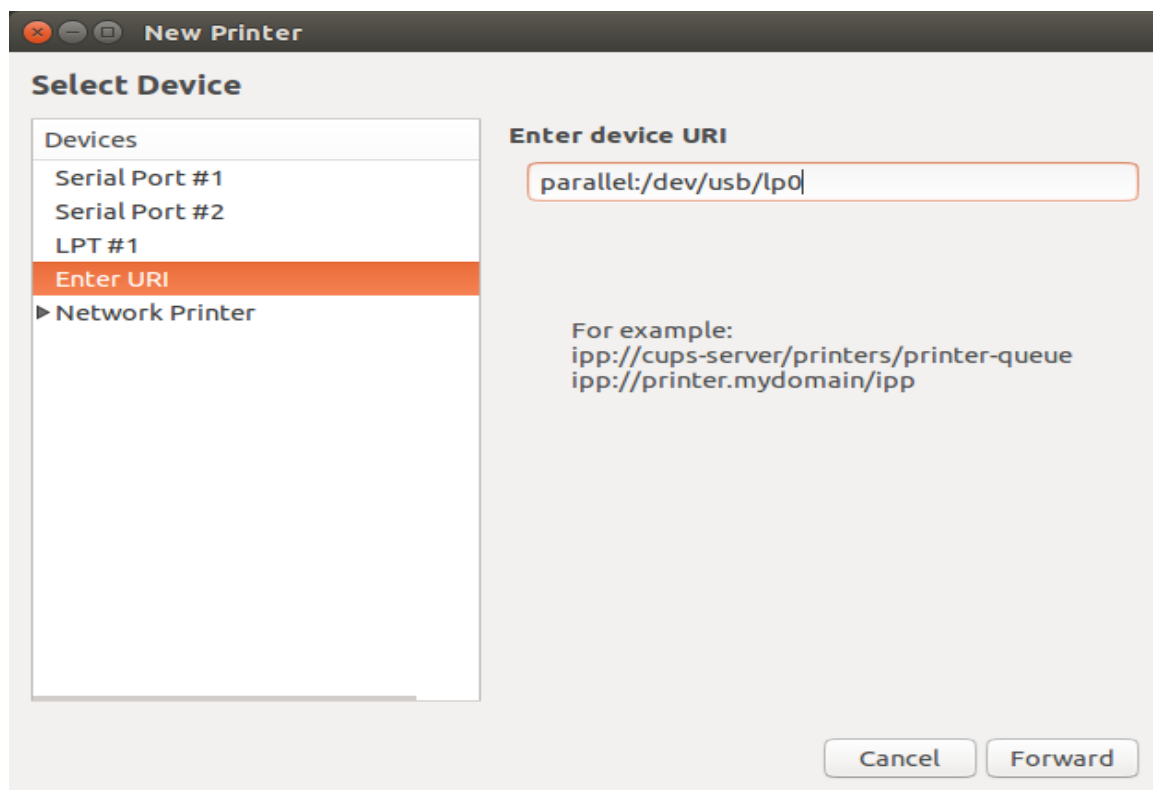 New Printer
Select Device
Devices
Serial Port #1
Serial Port #2
LPT #1
Enter URI
Network Printer
Enter device URI
parallel:/dev/usb/lp0
For example:
ipp://cups-server/printers/printer-queue
ipp://printer.mydomain/ipp
Cancel
Forward